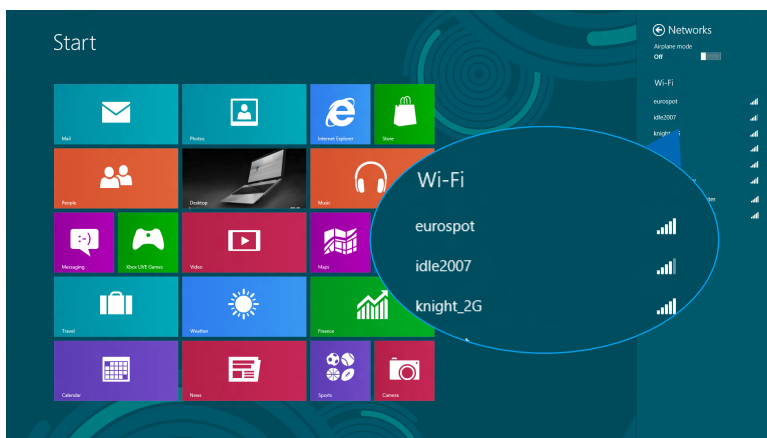 Start
Networks
Airplane mode
Off
Wi-Fi
eurospot
idle2007
Mail
Photos
Internet Explorer
Store
People
Desktop
Music
Messaging
:-)
Xbox LIVE Games
Video
Maps
Travel
Weather
Finance
Calendar
News
Sports
Camera
Wi-Fi
eurospot
idle2007
knight_2G